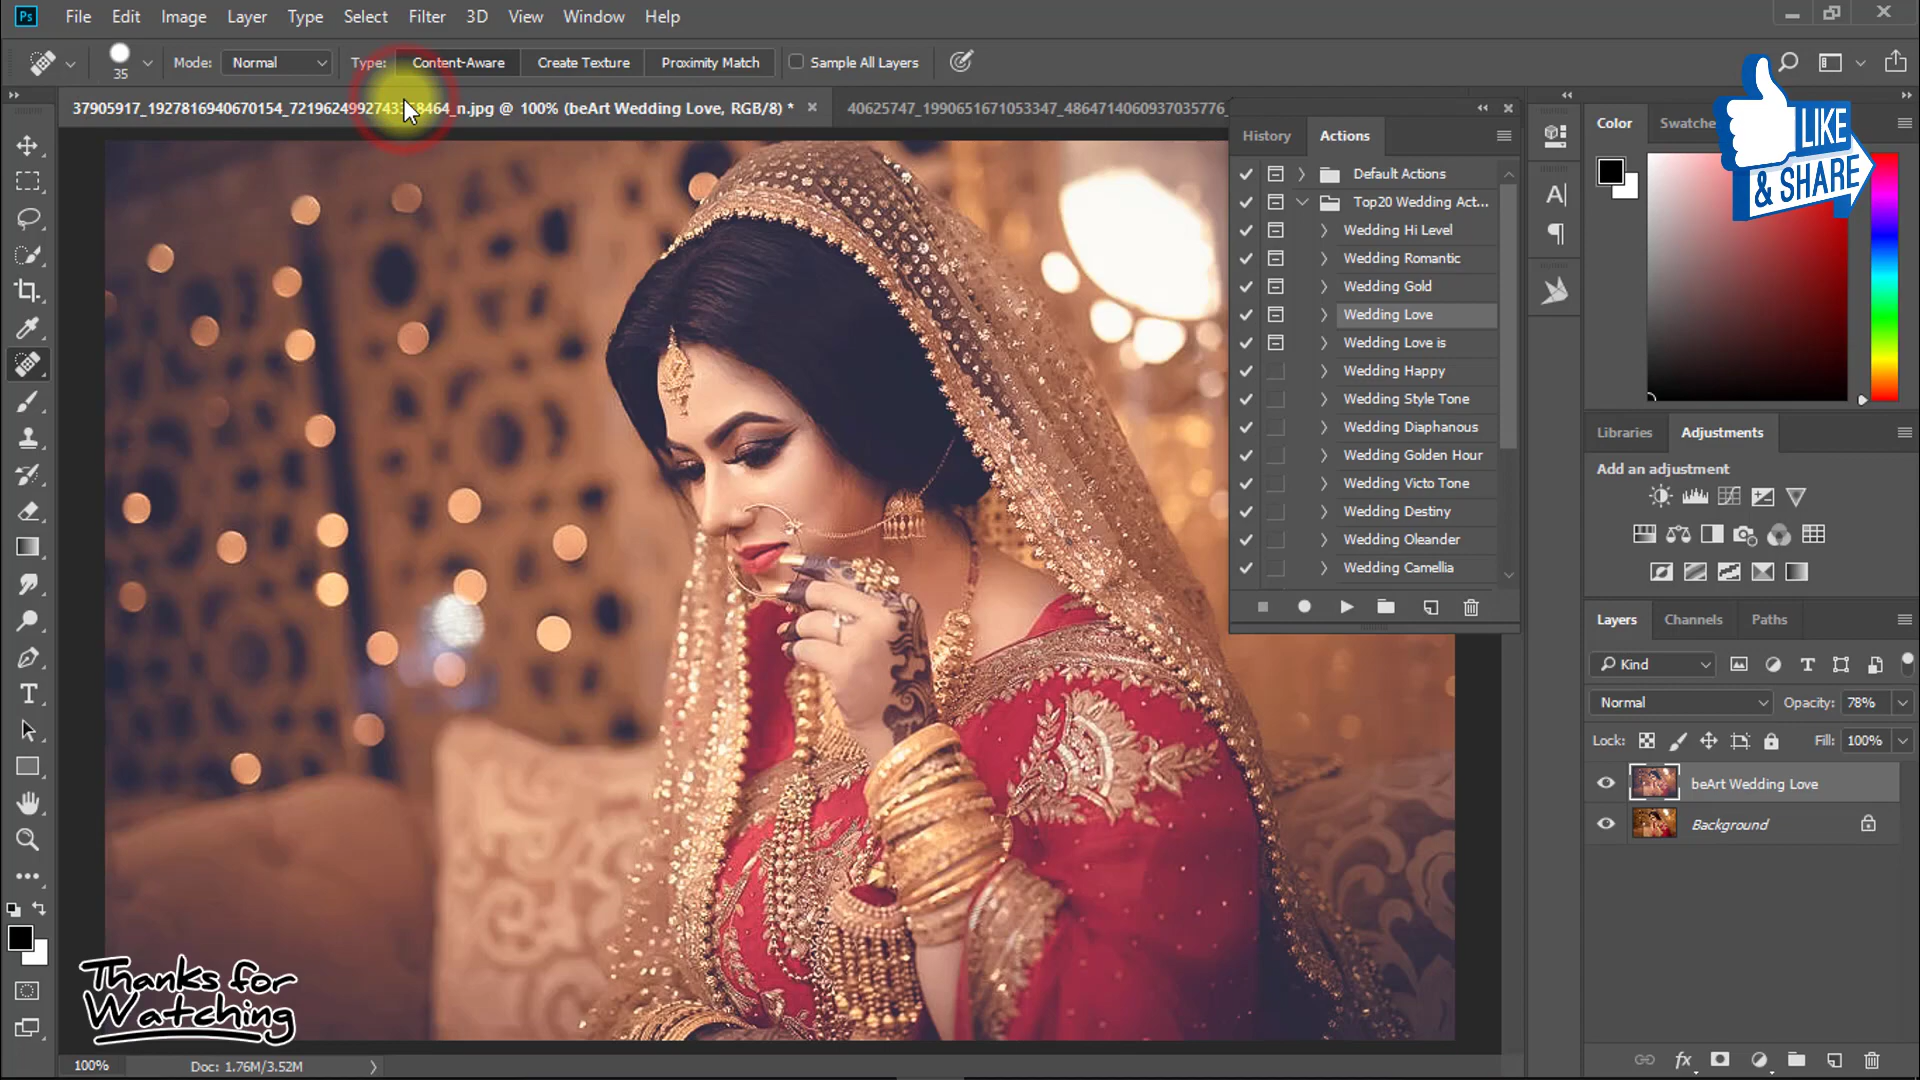 Ps File Edit Image Layer Type Select Filter 3D View Window Help
35 Mode: Normal Type: Content-Aware Create Texture Proximity Match Sample All Layers
37905917_1927816940670154_72196249927433 8464_n.jpg @ 100% (beArt Wedding Love, RGB/8) *
40625747_1990651671053347_4864714060937035776_
History Actions
Default Actions
Top20 Wedding Act...
Wedding Hi Level
Wedding Romantic
Wedding Gold
Wedding Love
Wedding Love is
Wedding Happy
Wedding Style Tone
Wedding Diaphanous
Wedding Golden Hour
Wedding Victo Tone
Wedding Destiny
Wedding Oleander
Wedding Camellia
Color Swatche
LIKE
& SHARE
Libraries Adjustments
Add an adjustment
Layers Channels Paths
Kind
Normal Opacity: 78%
Lock: Fill: 100%
beArt Wedding Love
Background
Thanks for
Watching
100% Doc: 1.76M/3.52M